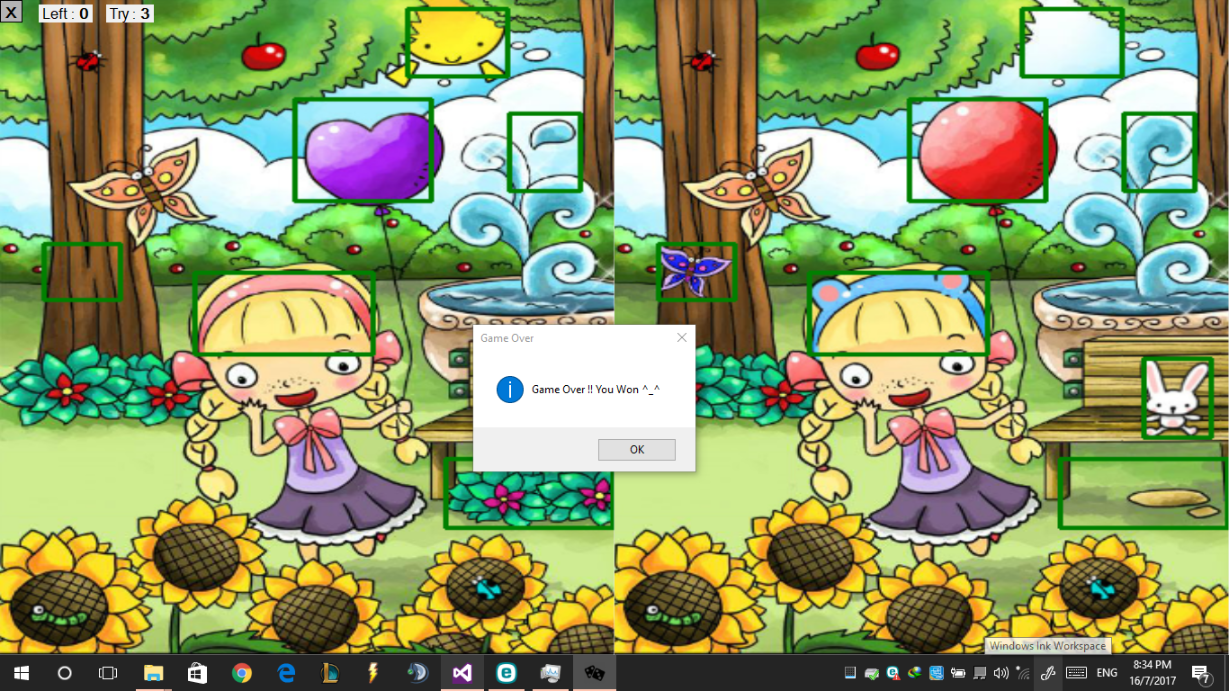 X Left : 0 Try : 3
Game Over
Game Over !! You Won ^_^
OK
Windows Ink Workspace
ENG
8:34 PM
16/7/2017
7